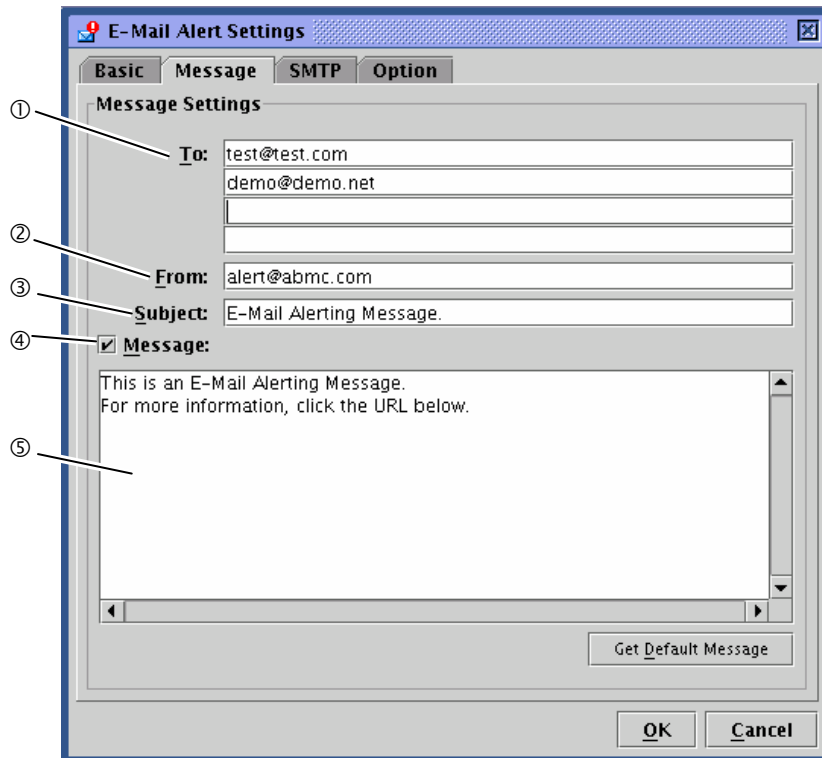 E-Mail Alert Settings
Basic Message SMTP Option
Message Settings
① To: test@test.com
demo@demo.net
② From: alert@abmc.com
③ Subject: E-Mail Alerting Message.
④ Message:
This is an E-Mail Alerting Message.
For more information, click the URL below.
⑤
Get Default Message
OK Cancel